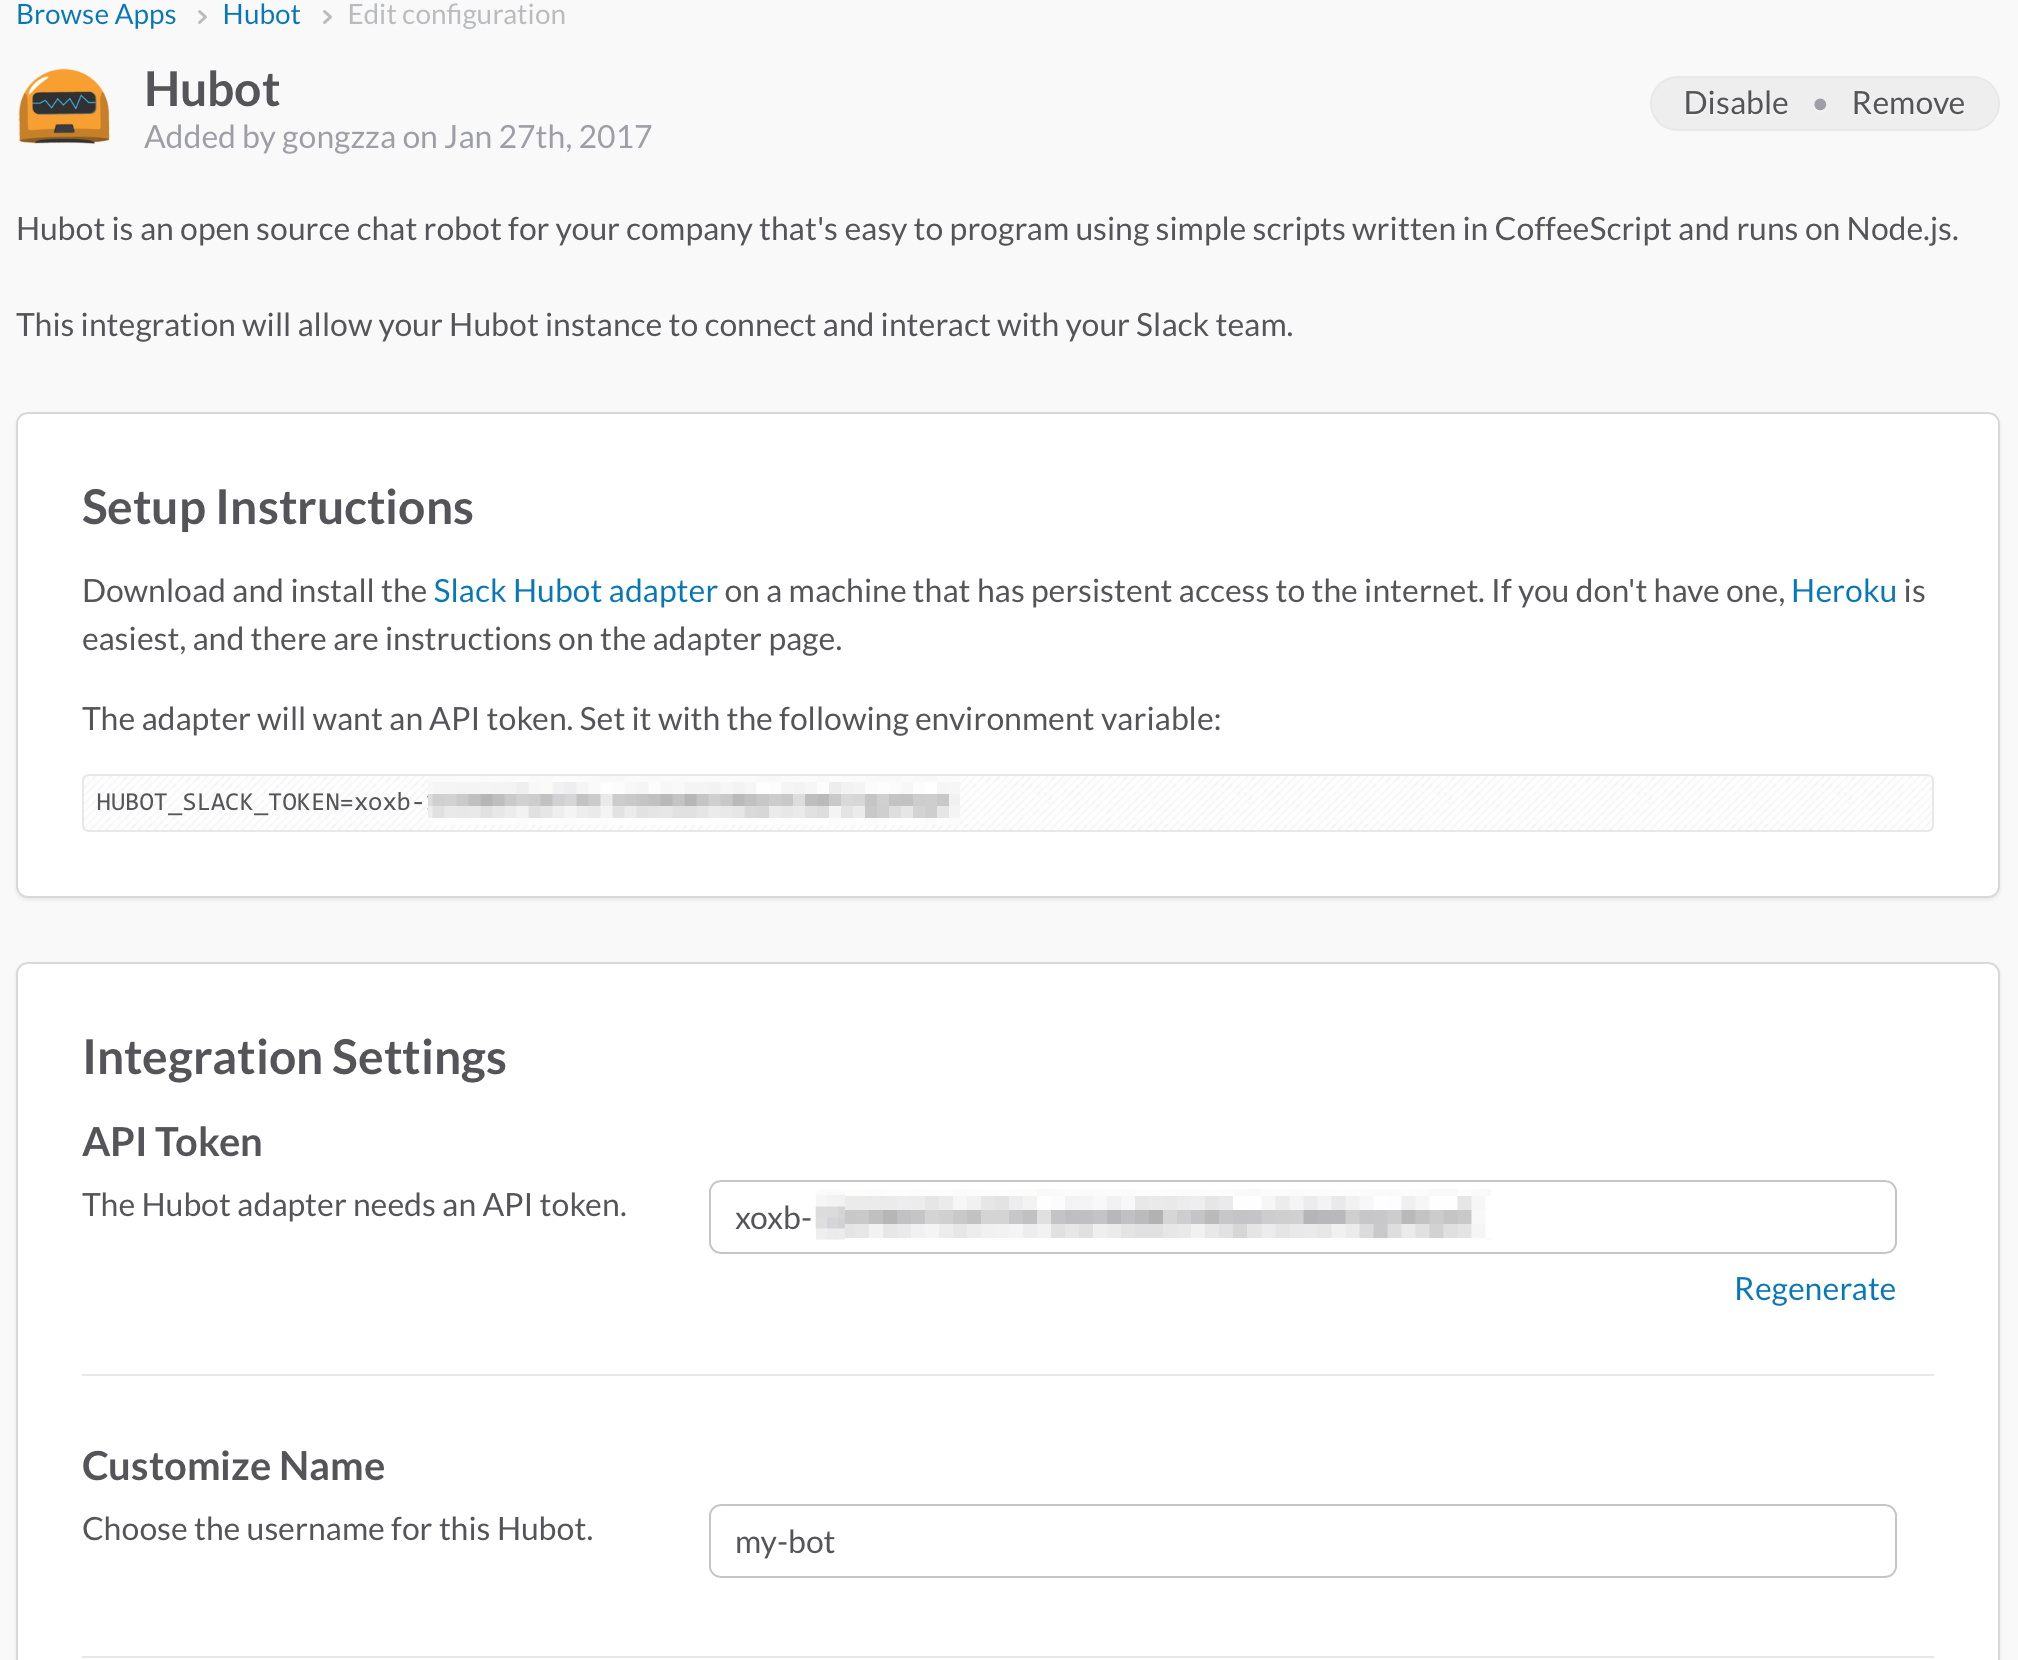 Browse Apps > Hubot > Edit configuration
Hubot
Added by gongzza on Jan 27th, 2017
Disable • Remove
Hubot is an open source chat robot for your company that's easy to program using simple scripts written in CoffeeScript and runs on Node.js.
This integration will allow your Hubot instance to connect and interact with your Slack team.
Setup Instructions
Download and install the Slack Hubot adapter on a machine that has persistent access to the internet. If you don't have one, Heroku is
easiest, and there are instructions on the adapter page.
The adapter will want an API token. Set it with the following environment variable:
HUBOT_SLACK_TOKEN=xoxb-
Integration Settings
API Token
The Hubot adapter needs an API token.
xoxb-
Regenerate
Customize Name
Choose the username for this Hubot.
my-bot